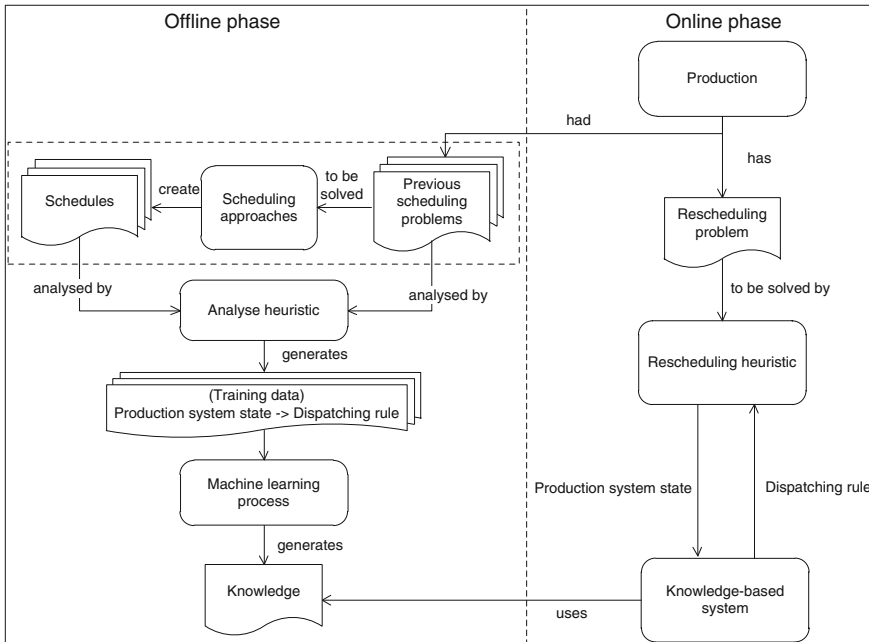 Offline phase
Online phase
Production
had
has
Schedules
create
Scheduling
approaches
to be
solved
Previous
scheduling
problems
Rescheduling
problem
analysed by
analysed by
to be solved by
Analyse heuristic
generates
Rescheduling heuristic
(Training data)
Production system state -> Dispatching rule
Machine learning
process
Production system state
Dispatching rule
generates
Knowledge
uses
Knowledge-based
system